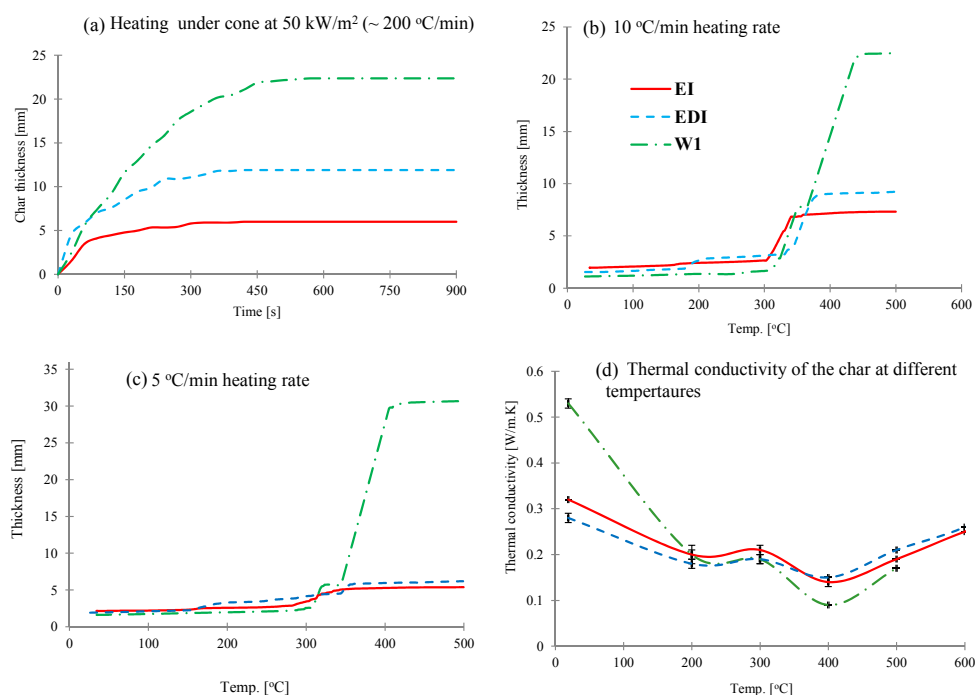 (a) Heating under cone at 50 kW/m² (~ 200 ᵒC/min)
25
20
15
10
5
0
Char thickness [mm]
0 150 300 450 600 750 900
Time [s]
(b) 10 ᵒC/min heating rate
25
20
15
10
5
0
Thickness [mm]
EI
EDI
W1
0 100 200 300 400 500 600
Temp. [ᵒC]
(c) 5 ᵒC/min heating rate
35
30
25
20
15
10
5
0
Thickness [mm]
0 100 200 300 400 500
Temp. [ᵒC]
(d) Thermal conductivity of the char at different
tempertaures
0.6
0.5
0.4
0.3
0.2
0.1
0
Thermal conductivity [W/m.K]
0 100 200 300 400 500 600
Temp. [ᵒC]